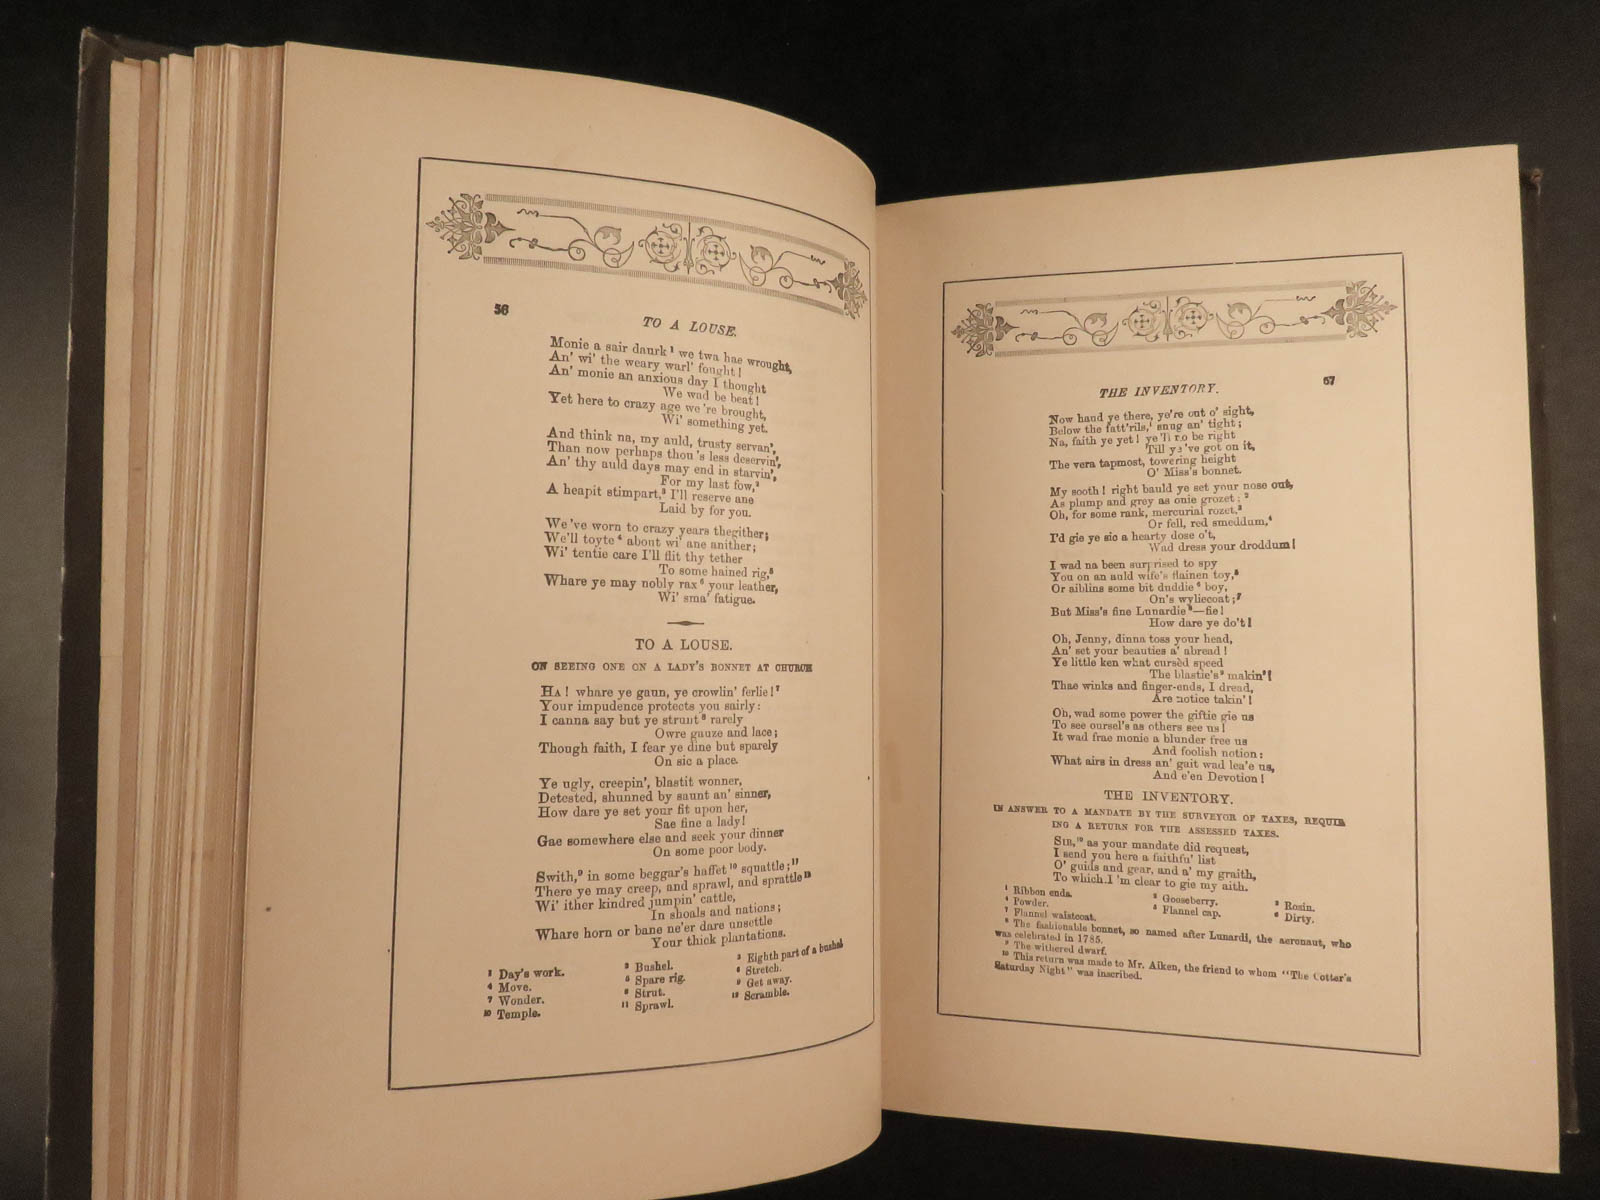 56
TO A LOUSE.
Monie a sair daurk¹ we twa hae wrought,
An' wi' the weary warl' fought!
An' monie an anxious day I thought
We wad be beat!
Yet here to crazy age we're brought,
Wi' something yet.
And think na, my auld, trusty servan',
Than now perhaps thou's less deservin',
An' thy auld days may end in starvin',
For my last fow,²
A heapit stimpart,³ I'll reserve ane
Laid by for you.
We've worn to crazy years thegither;
We'll toyte⁴ about wi' ane anither;
Wi' tentie care I'll flit thy tether
To some hained rig,⁵
Whare ye may nobly rax⁶ your leather,
Wi' sma' fatigue.
TO A LOUSE.
ON SEEING ONE ON A LADY'S BONNET AT CHURCH
HA! whare ye gaun, ye crowlin' ferlie!⁷
Your impudence protects you sairly:
I canna say but ye strunt⁸ rarely
Owre gauze and lace;
Though faith, I fear ye dine but sparely
On sic a place.
Ye ugly, creepin', blastit wonner,
Detested, shunned by saunt an' sinner,
How dare ye set your fit upon her,
Sae fine a lady!
Gae somewhere else and seek your dinner
On some poor body.
Swith,⁹ in some beggar's haffet¹⁰ squattle;¹¹
There ye may creep, and sprawl, and sprattle¹²
Wi' ither kindred jumpin' cattle,
In shoals and nations;
Whare horn or bane ne'er dare unsettle
Your thick plantations.
¹ Day's work. ² Bushel. ³ Eighth part of a bushel
⁴ Move. ⁵ Spare rig. ⁶ Stretch.
⁷ Wonder. ⁸ Strut. ⁹ Get away.
¹⁰ Temple. ¹¹ Sprawl. ¹² Scramble.
THE INVENTORY. 57
Now haud ye there, ye're out o' sight,
Below the fatt'rils,¹ snug an' tight;
Na, faith ye yet! ye'll no be right
Till ye've got on it,
The vera tapmost, towering height
O' Miss's bonnet.
My sooth! right bauld ye set your nose out,
As plump and grey as onie grozet;²
Oh, for some rank, mercurial rozet,³
Or fell, red smeddum,⁴
I'd gie ye sic a hearty dose o't,
Wad dress your droddum!
I wad na been surprised to spy
You on an auld wife's flainen toy,⁵
Or aiblins some bit duddie⁶ boy,
On's wyliecoat;⁷
But Miss's fine Lunardie⁸—fie!
How dare ye do't!
Oh, Jenny, dinna toss your head,
An' set your beauties a' abread!
Ye little ken what cursèd speed
The blastie's⁹ makin'!
Thae winks and finger-ends, I dread,
Are notice takin'!
Oh, wad some power the giftie gie us
To see oursel's as others see us!
It wad frae monie a blunder free us
And foolish notion:
What airs in dress an' gait wad lea'e us,
And e'en Devotion!
THE INVENTORY.
IN ANSWER TO A MANDATE BY THE SURVEYOR OF TAXES, REQUIR
ING A RETURN FOR THE ASSESSED TAXES.
SIR,¹⁰ as your mandate did request,
I send you here a faithfu' list
O' guids and gear, and a' my graith,
To which I'm clear to gie my aith.
¹ Ribbon ends. ² Gooseberry. ³ Rosin.
⁴ Powder. ⁵ Flannel cap. ⁶ Dirty.
⁷ Flannel waistcoat.
⁸ The fashionable bonnet, so named after Lunardi, the aeronaut, who
was celebrated in 1785.
⁹ The withered dwarf.
¹⁰ This return was made to Mr. Aiken, the friend to whom "The Cotter's
Saturday Night" was inscribed.